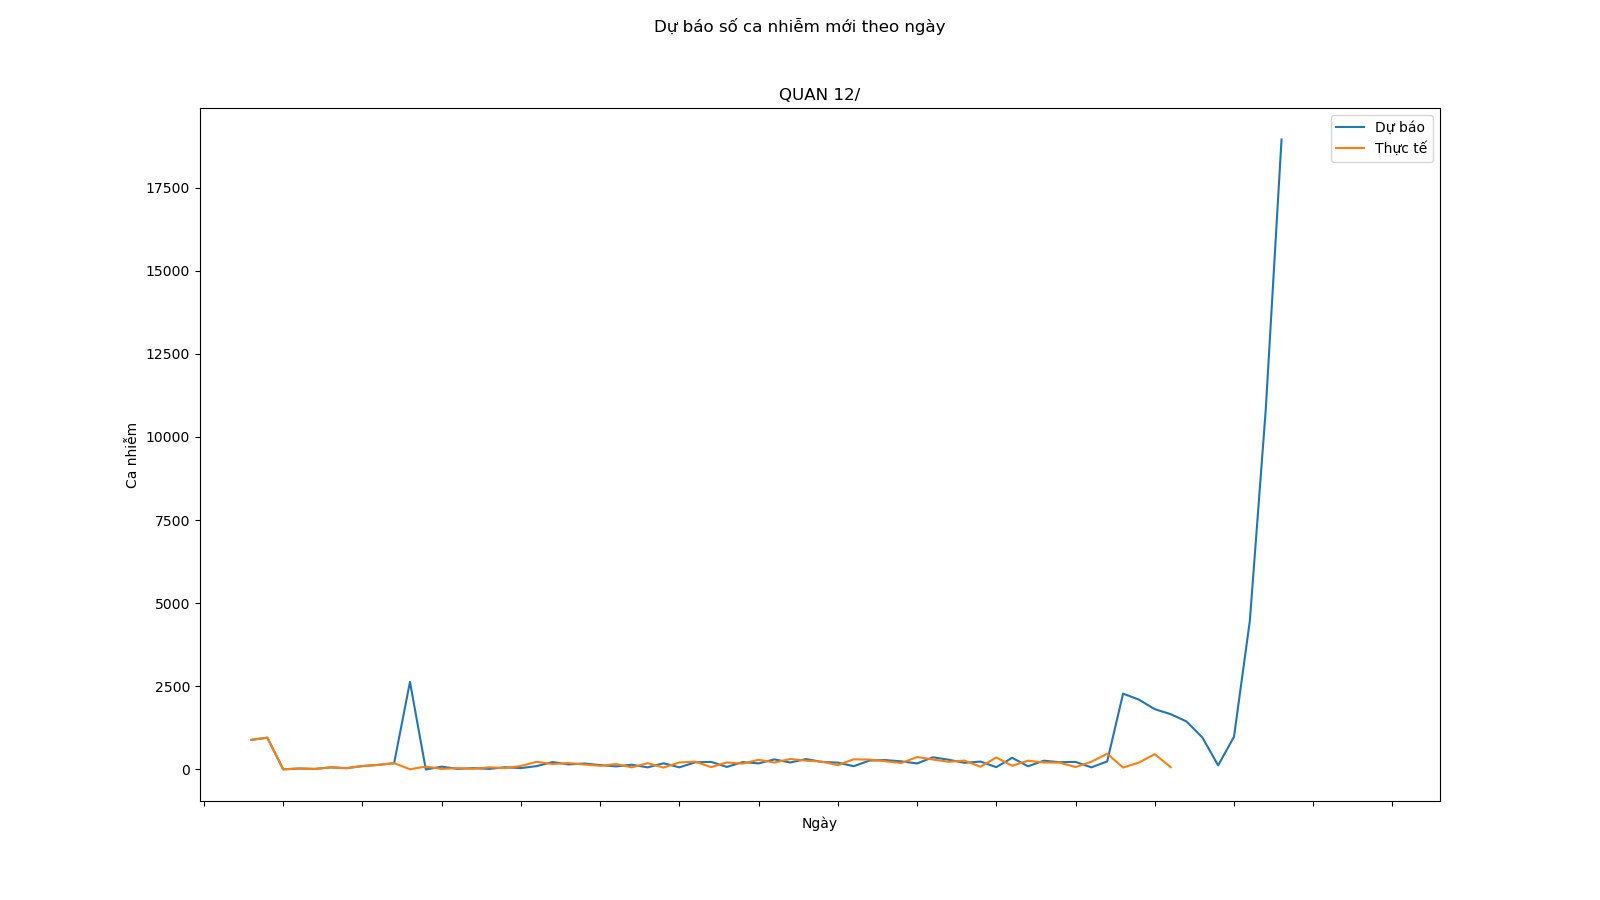 Dự báo số ca nhiễm mới theo ngày
QUAN 12/
Dự báo
Thực tế
17500
15000
12500
10000
7500
5000
2500
0
Ca nhiễm
Ngày